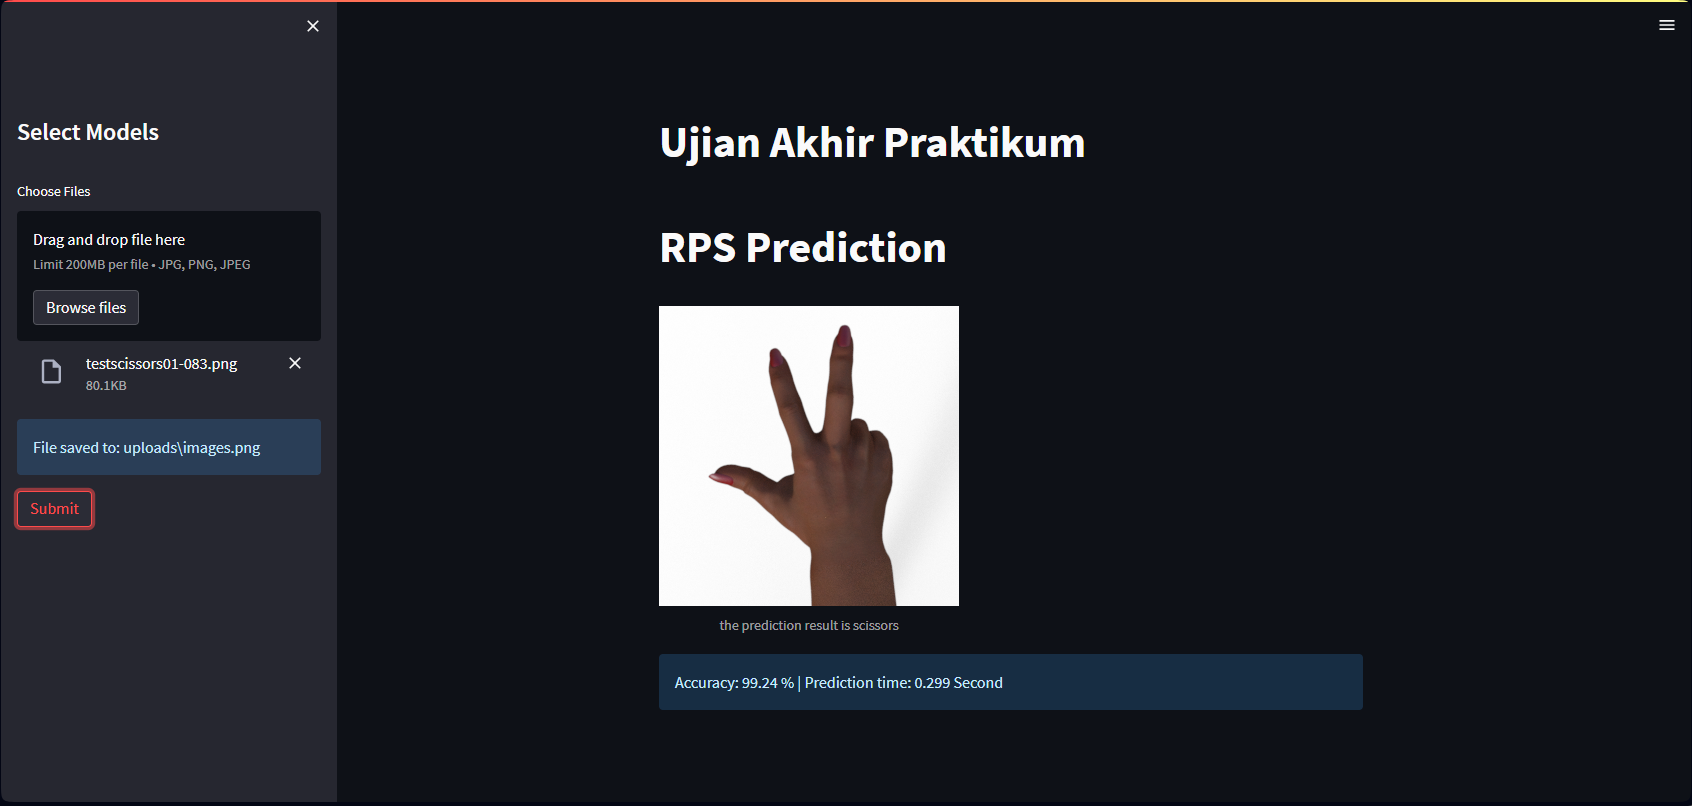 Select Models
Choose Files
Drag and drop file here
Limit 200MB per file • JPG, PNG, JPEG
Browse files
testscissors01-083.png
80.1KB
File saved to: uploads\images.png
Submit
Ujian Akhir Praktikum
RPS Prediction
the prediction result is scissors
Accuracy: 99.24 % | Prediction time: 0.299 Second